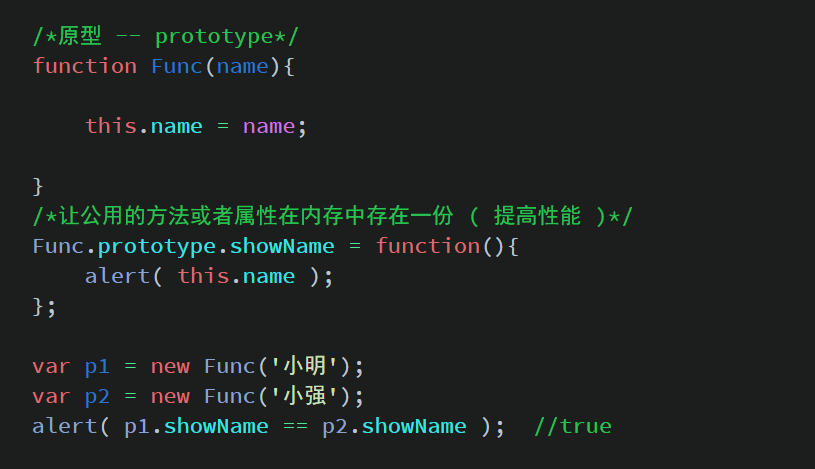 /*原型 -- prototype*/
function Func(name){
this.name = name;
}
/*让公用的方法或者属性在内存中存在一份 ( 提高性能 )*/
Func.prototype.showName = function(){
alert( this.name );
};
var p1 = new Func('小明');
var p2 = new Func('小强');
alert( p1.showName == p2.showName );  //true